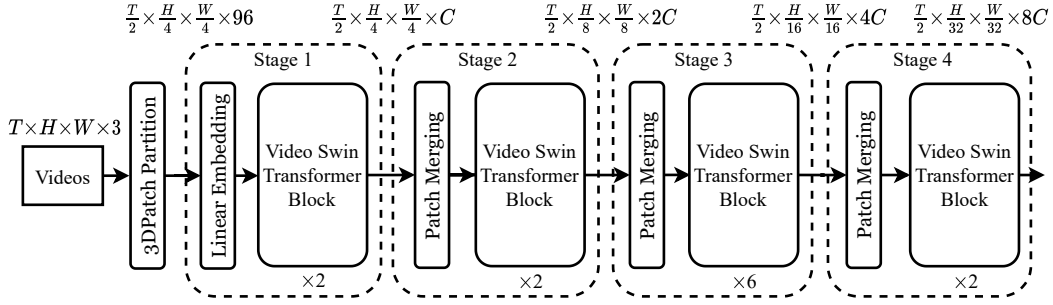 T/2 × H/4 × W/4 × 96
T/2 × H/4 × W/4 × C
T/2 × H/8 × W/8 × 2C
T/2 × H/16 × W/16 × 4C
T/2 × H/32 × W/32 × 8C
T×H×W×3
Videos
3DPatch Partition
Stage 1
Linear Embedding
Video Swin
Transformer
Block
×2
Stage 2
Patch Merging
Video Swin
Transformer
Block
×2
Stage 3
Patch Merging
Video Swin
Transformer
Block
×6
Stage 4
Patch Merging
Video Swin
Transformer
Block
×2